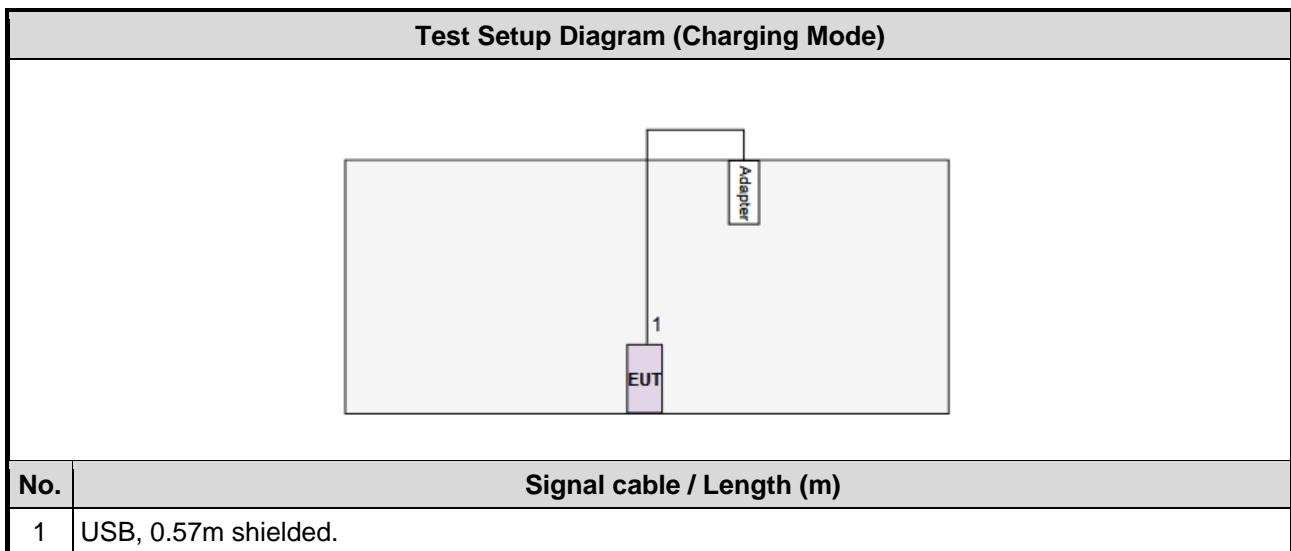 Test Setup Diagram (Charging Mode)
Adapter
1
EUT
No. Signal cable / Length (m)
1 USB, 0.57m shielded.